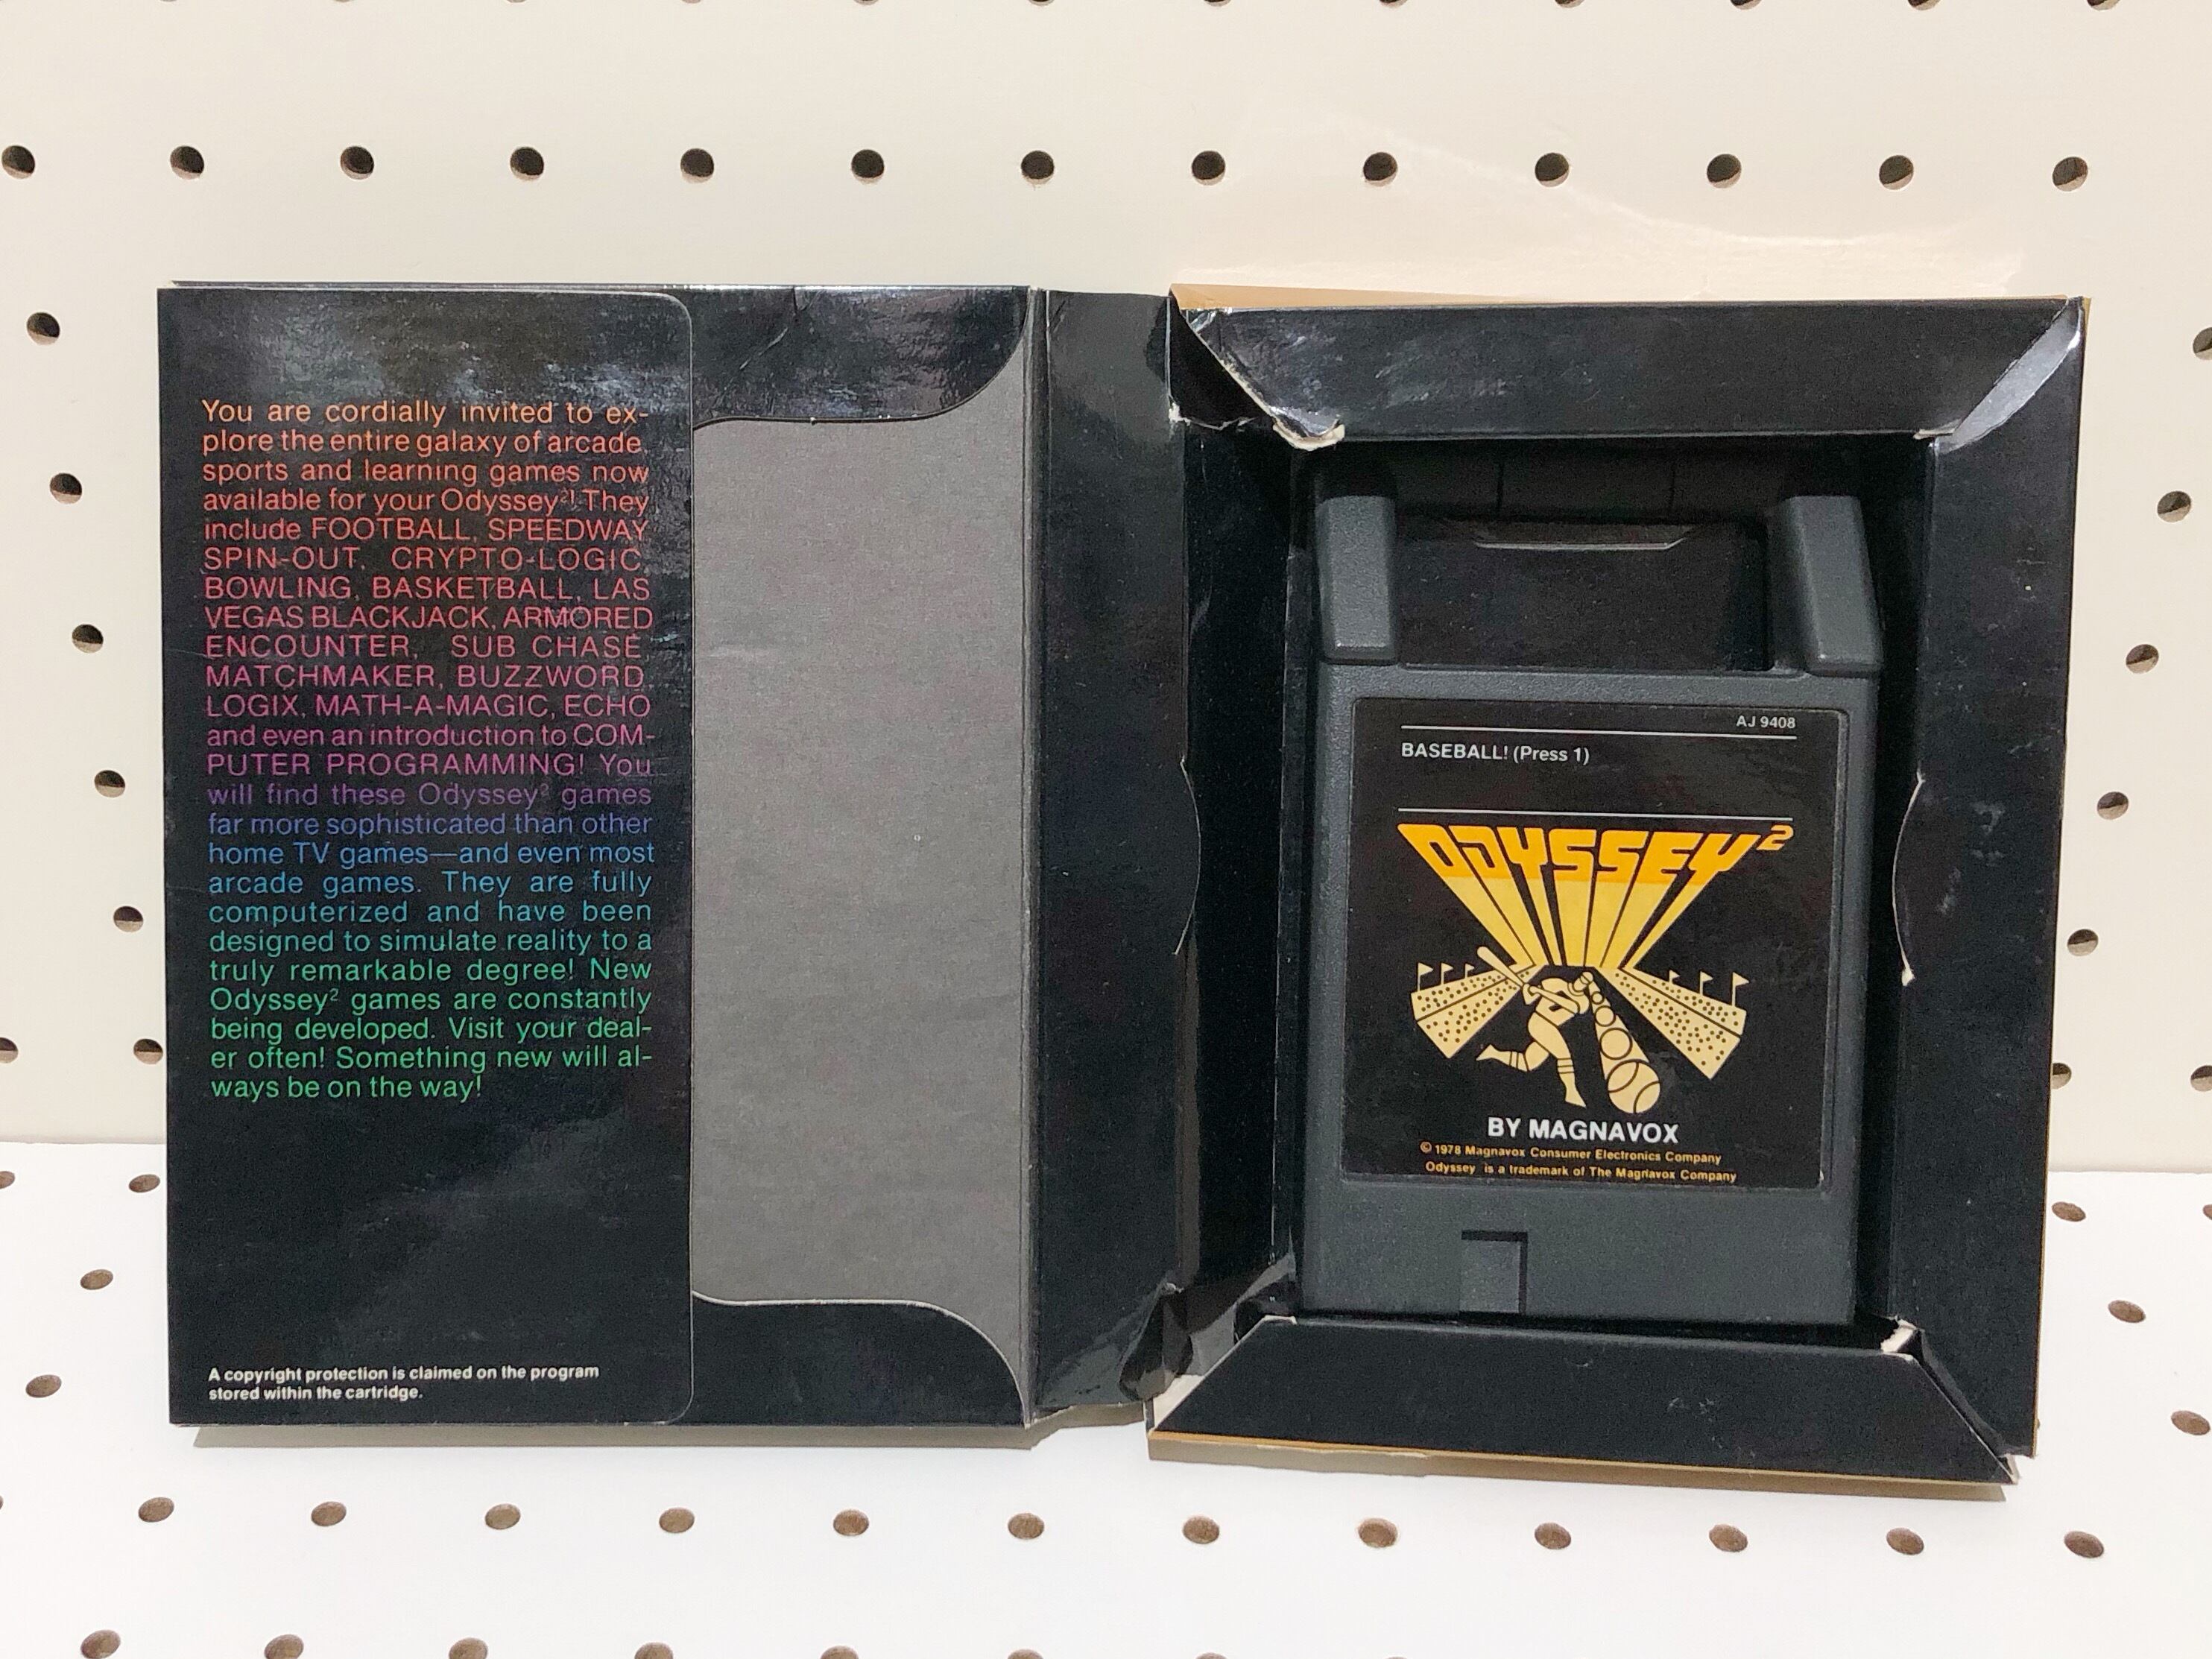 You are cordially invited to ex-
plore the entire galaxy of arcade,
sports and learning games now
available for your Odyssey²! They
include FOOTBALL, SPEEDWAY
SPIN-OUT, CRYPTO-LOGIC,
BOWLING, BASKETBALL, LAS
VEGAS BLACKJACK, ARMORED
ENCOUNTER, SUB CHASE,
MATCHMAKER, BUZZWORD,
LOGIX, MATH-A-MAGIC, ECHO
and even an introduction to COM-
PUTER PROGRAMMING! You
will find these Odyssey² games
far more sophisticated than other
home TV games—and even most
arcade games. They are fully
computerized and have been
designed to simulate reality to a
truly remarkable degree! New
Odyssey² games are constantly
being developed. Visit your deal-
er often! Something new will al-
ways be on the way!
A copyright protection is claimed on the program
stored within the cartridge.
AJ 9408
BASEBALL! (Press 1)
ODYSSEY²
BY MAGNAVOX
© 1978 Magnavox Consumer Electronics Company
Odyssey is a trademark of The Magnavox Company